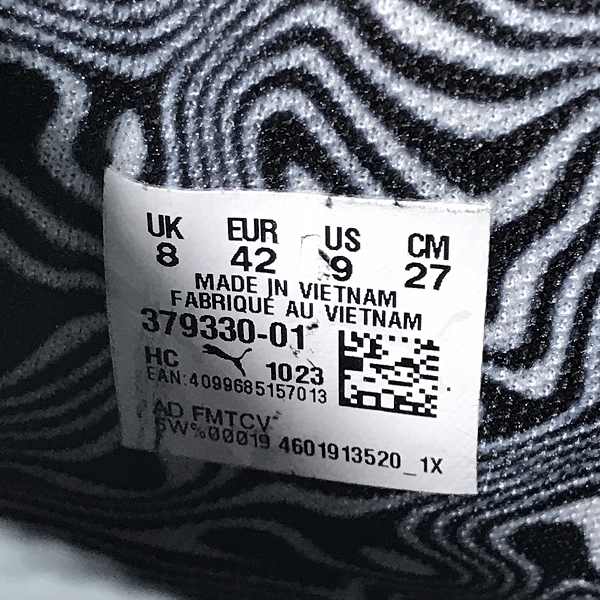 UK EUR US CM
8 42 9 27
MADE IN VIETNAM
FABRIQUÉ AU VIETNAM
379330-01
HC 1023
EAN:4099685157013
AD FMTCV
SW%00019 4601913520_1X